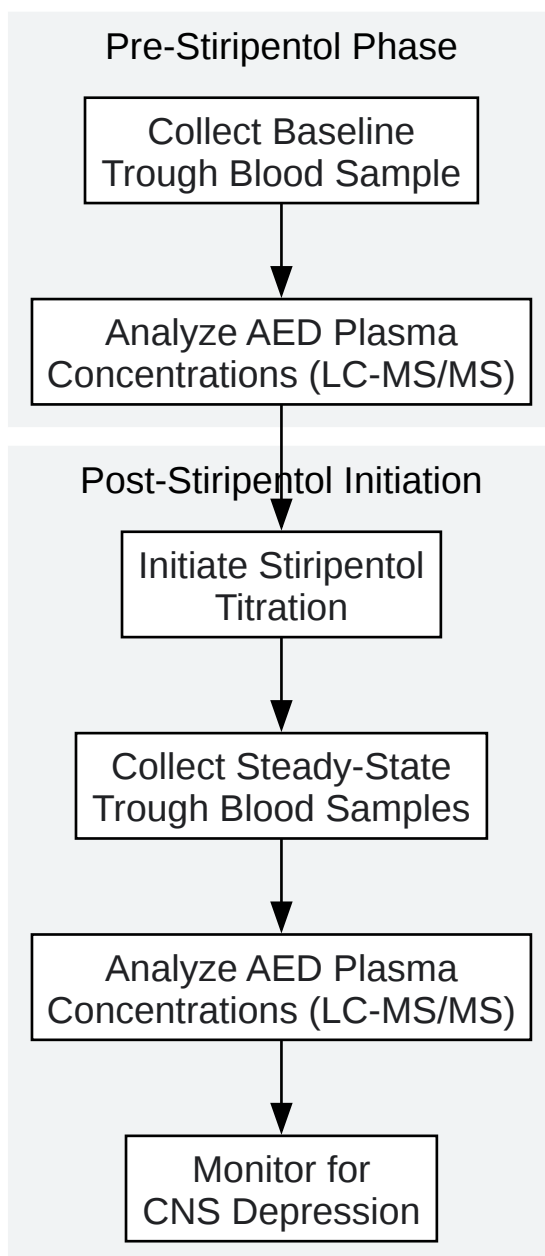 Pre-Stiripentol Phase
Collect Baseline
Trough Blood Sample
Analyze AED Plasma
Concentrations (LC-MS/MS)
Post-Stiripentol Initiation
Initiate Stiripentol
Titration
Collect Steady-State
Trough Blood Samples
Analyze AED Plasma
Concentrations (LC-MS/MS)
Monitor for
CNS Depression